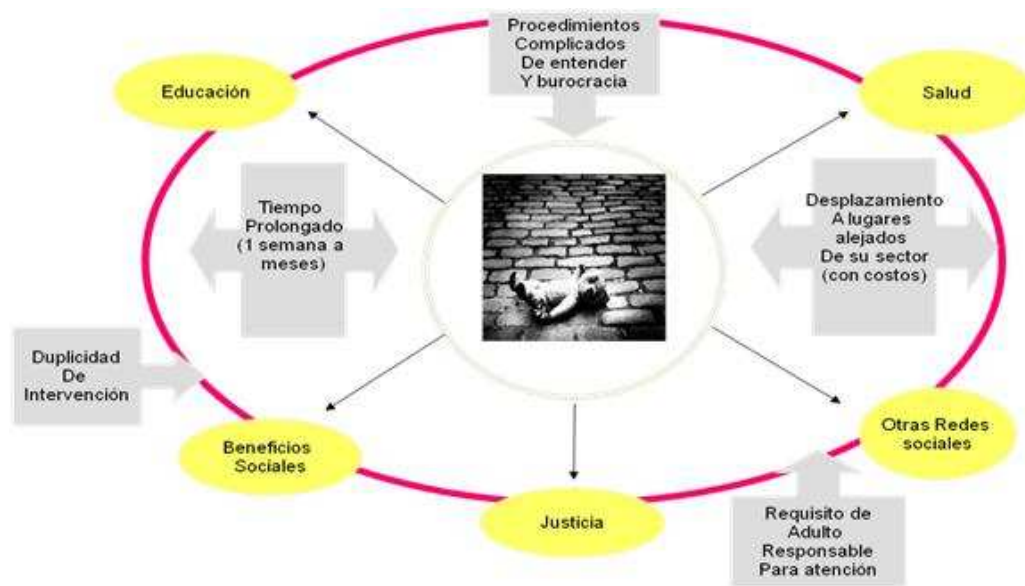 Procedimientos
Complicados
De entender
Y burocracia
Educación
Salud
Tiempo
Prolongado
(1 semana a
meses)
Desplazamiento
A lugares
alejados
De su sector
(con costos)
Duplicidad
De
Intervención
Beneficios
Sociales
Otras Redes
sociales
Justicia
Requisito de
Adulto
Responsable
Para atención